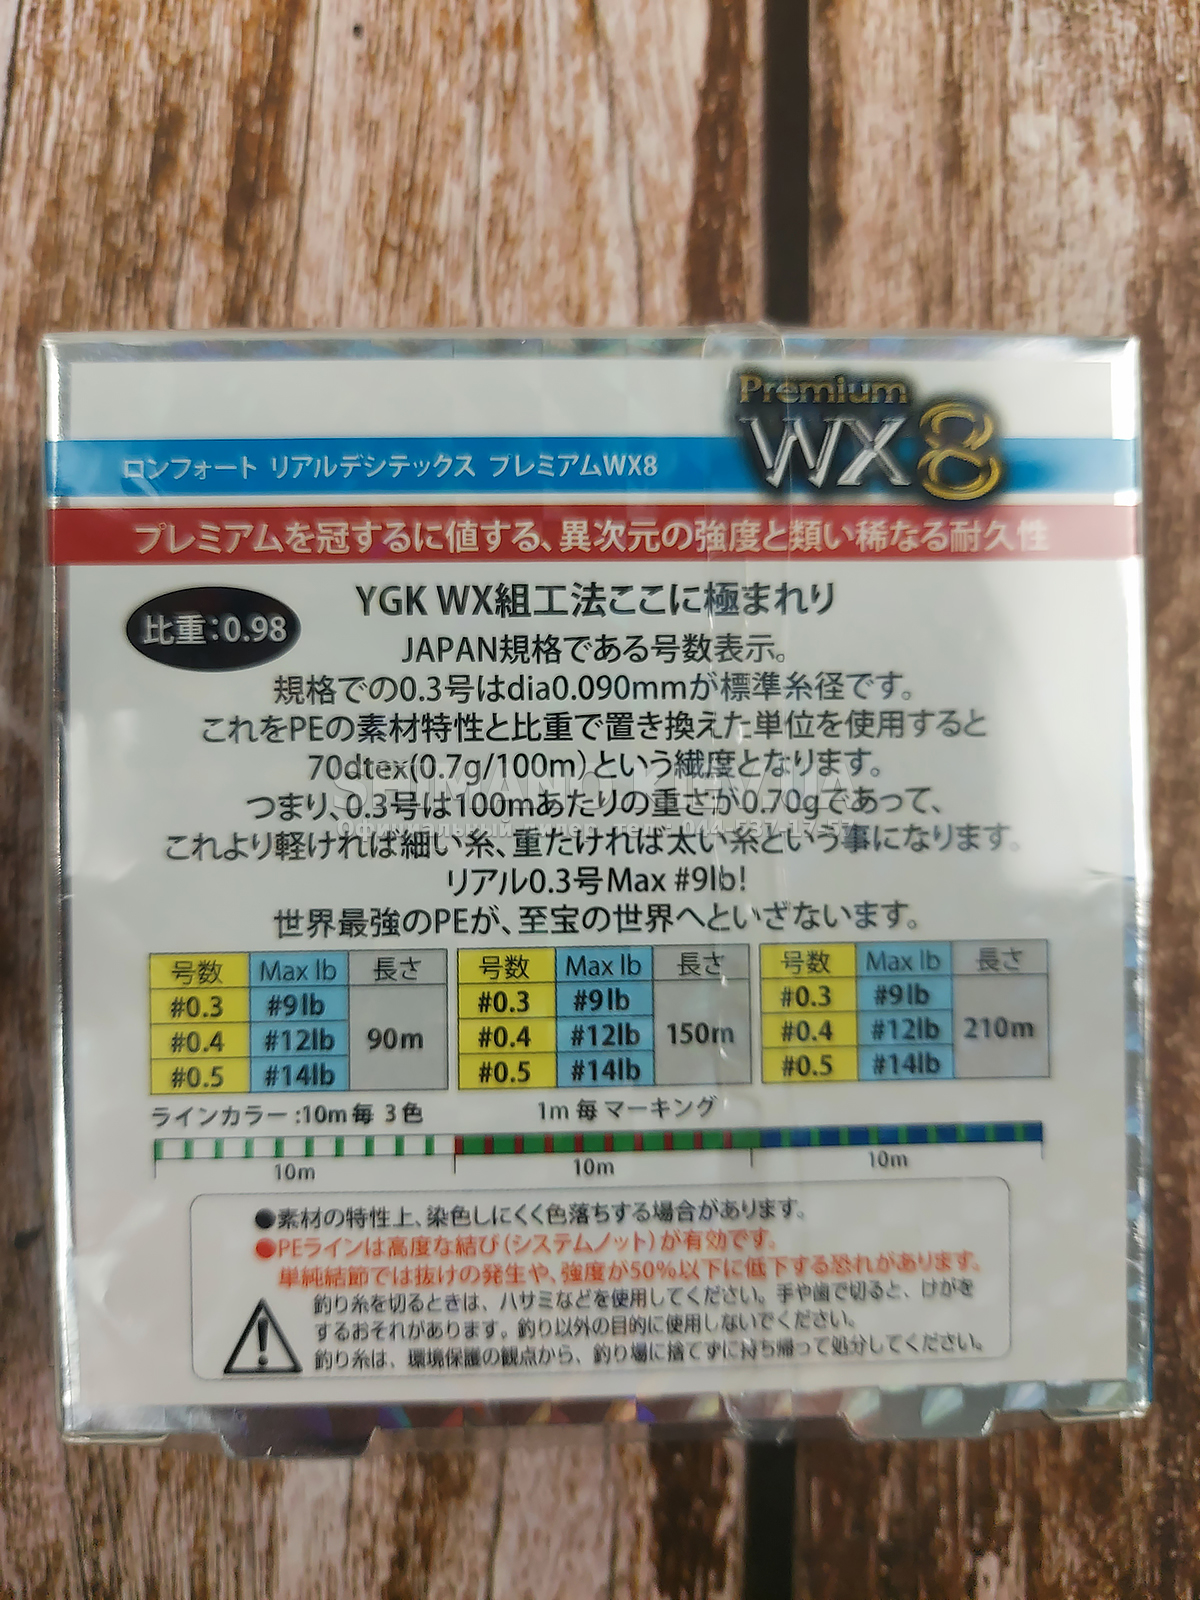 Premium
WX8
ロンフォート リアルデシテックス プレミアムWX8
プレミアムを冠するに値する、異次元の強度と類い稀なる耐久性
YGK WX組工法ここに極まれり
比重:0.98
JAPAN規格である号数表示。
規格での0.3号はdia0.090mmが標準糸径です。
これをPEの素材特性と比重で置き換えた単位を使用すると
70dtex(0.7g/100m)という繊度となります。
つまり、0.3号は100mあたりの重さが0.70gであって、
Официальный дилер тел: 044-537-17-57
これより軽ければ細い糸、重たければ太い糸という事になります。
リアル0.3号Max #9lb!
世界最強のPEが、至宝の世界へといざないます。
号数 Max lb 長さ 号数 Max lb 長さ 号数 Max lb 長さ
#0.3 #9lb #0.3 #9lb #0.3 #9lb
#0.4 #12lb 90m #0.4 #12lb 150m #0.4 #12lb 210m
#0.5 #14lb #0.5 #14lb #0.5 #14lb
ラインカラー:10m毎 3色 1m 毎 マーキング
10m 10m 10m
●素材の特性上、染色しにくく色落ちする場合があります。
●PEラインは高度な結び(システムノット)が有効です。
単純結節では抜けの発生や、強度が50%以下に低下する恐れがあります。
釣り糸を切るときは、ハサミなどを使用してください。手や歯で切ると、けがを
するおそれがあります。釣り以外の目的に使用しないでください。
釣り糸は、環境保護の観点から、釣り場に捨てずに持ち帰って処分してください。